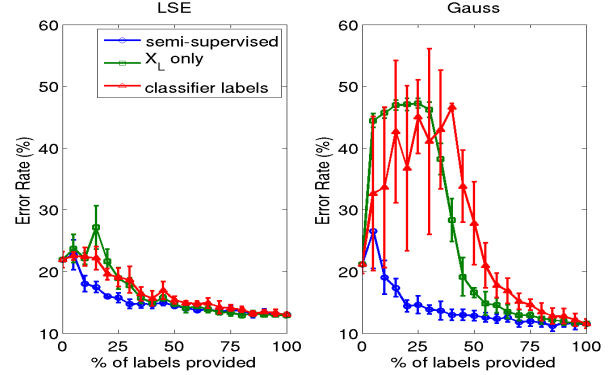 LSE
Gauss
60
50
40
30
20
10
Error Rate (%)
semi-supervised
X_L only
classifier labels
0 25 50 75 100
% of labels provided
60
50
40
30
20
10
Error Rate (%)
0 25 50 75 100
% of labels provided